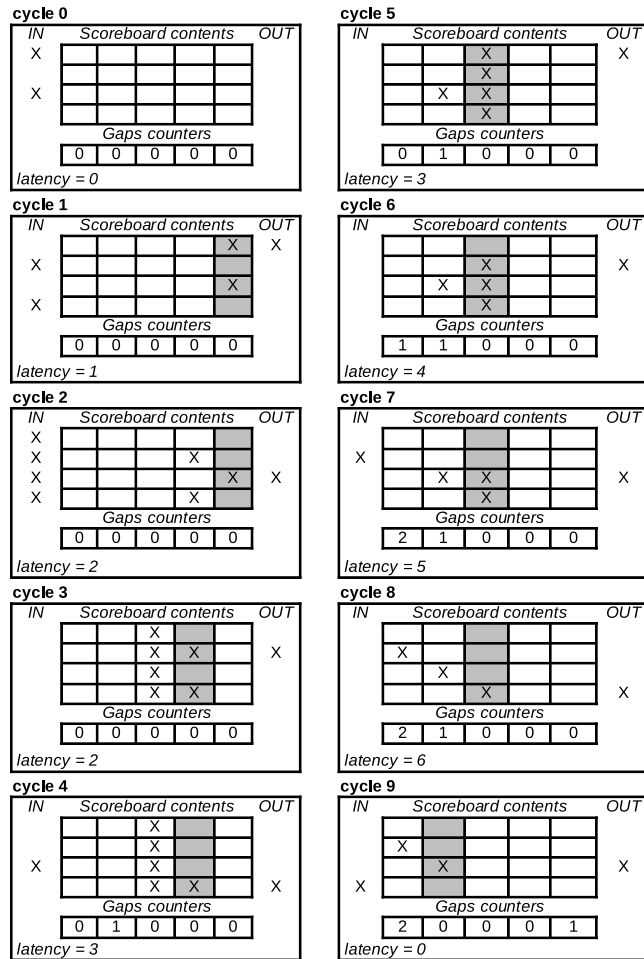 cycle 0
IN Scoreboard contents OUT
X
X
Gaps counters
0 0 0 0 0
latency = 0
cycle 1
IN Scoreboard contents OUT
X X
X
X
X
Gaps counters
0 0 0 0 0
latency = 1
cycle 2
IN Scoreboard contents OUT
X
X X
X X X
X X
Gaps counters
0 0 0 0 0
latency = 2
cycle 3
IN Scoreboard contents OUT
X
X X X
X
X X
Gaps counters
0 0 0 0 0
latency = 2
cycle 4
IN Scoreboard contents OUT
X
X
X X
X X X
Gaps counters
0 1 0 0 0
latency = 3
cycle 5
IN Scoreboard contents OUT
X X
X
X X
X
Gaps counters
0 1 0 0 0
latency = 3
cycle 6
IN Scoreboard contents OUT
X X
X X
X
Gaps counters
1 1 0 0 0
latency = 4
cycle 7
IN Scoreboard contents OUT
X
X X X
X
Gaps counters
2 1 0 0 0
latency = 5
cycle 8
IN Scoreboard contents OUT
X
X
X X
Gaps counters
2 1 0 0 0
latency = 6
cycle 9
IN Scoreboard contents OUT
X
X X
X
Gaps counters
2 0 0 0 1
latency = 0